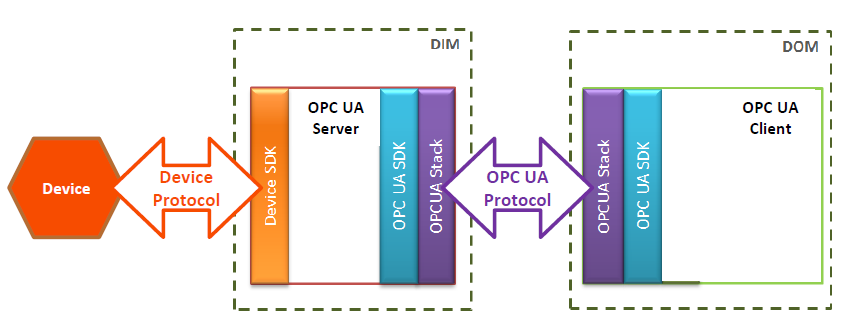 DIM
DOM
OPC UA
Server
OPC UA
Client
Device
Device
Protocol
Device SDK
OPC UA SDK
OPCUA Stack
OPC UA
Protocol
OPCUA Stack
OPC UA SDK